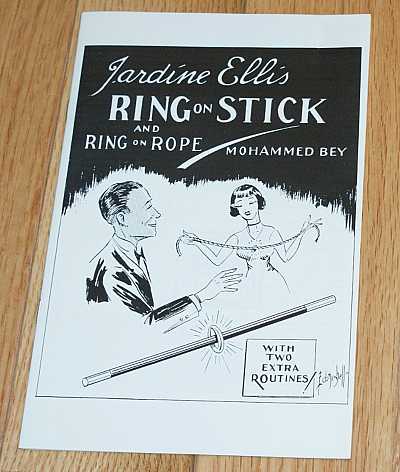 Jardine Ellis
RING ON STICK
AND
RING ON ROPE
MOHAMMED BEY
WITH
TWO
EXTRA
ROUTINES!